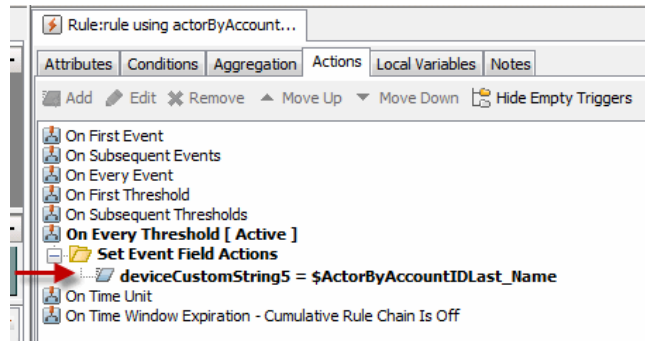 Rule:rule using actorByAccount...
Attributes Conditions Aggregation Actions Local Variables Notes
Add Edit Remove Move Up Move Down Hide Empty Triggers
On First Event
On Subsequent Events
On Every Event
On First Threshold
On Subsequent Thresholds
On Every Threshold [ Active ]
Set Event Field Actions
deviceCustomString5 = $ActorByAccountIDLast_Name
On Time Unit
On Time Window Expiration - Cumulative Rule Chain Is Off